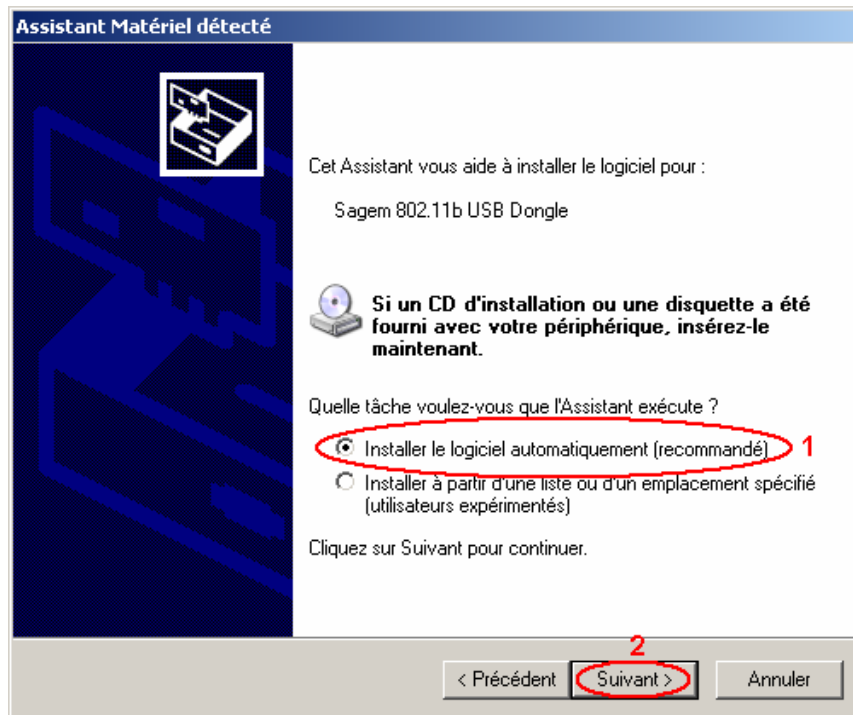 Assistant Matériel détecté
Cet Assistant vous aide à installer le logiciel pour :
Sagem 802.11b USB Dongle
Si un CD d'installation ou une disquette a été
fourni avec votre périphérique, insérez-le
maintenant.
Quelle tâche voulez-vous que l'Assistant exécute ?
Installer le logiciel automatiquement (recommandé) 1
Installer à partir d'une liste ou d'un emplacement spécifié
(utilisateurs expérimentés)
Cliquez sur Suivant pour continuer.
2
< Précédent Suivant > Annuler